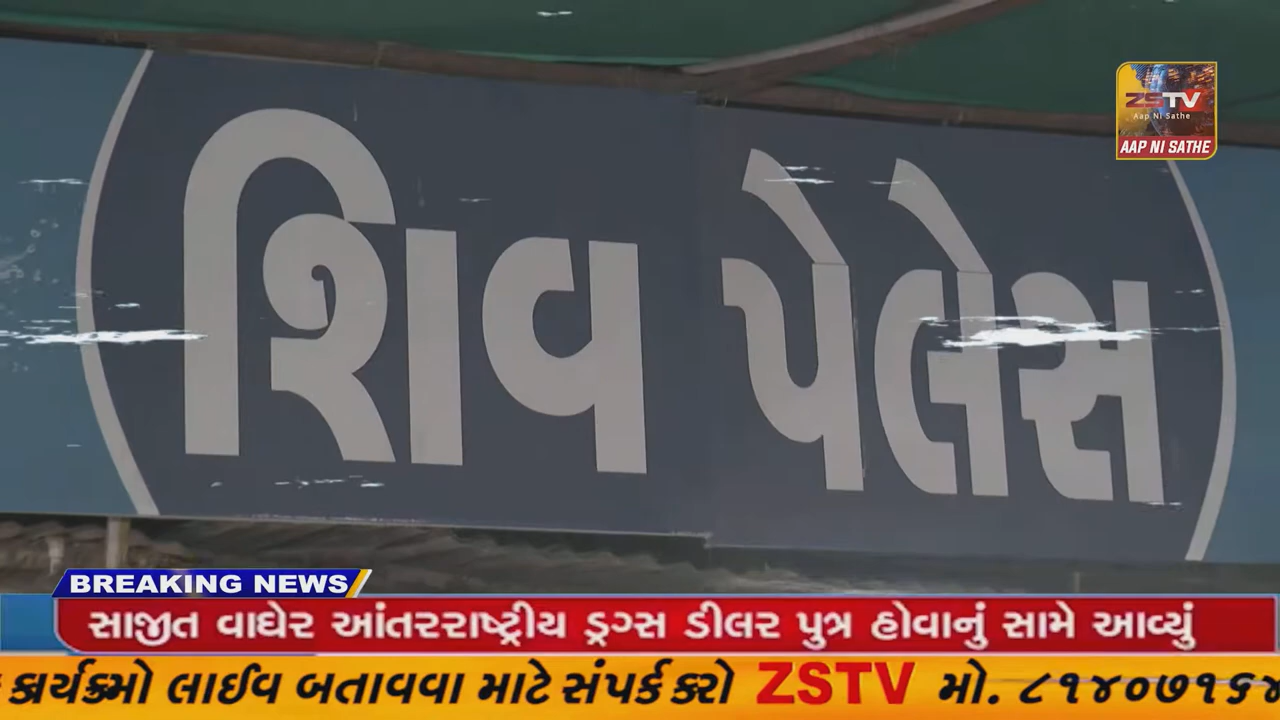 ZSTV
Aap Ni Sathe
AAP NI SATHE
શિવ પેલેસ
BREAKING NEWS
સાજીત વાઘેર આંતરરાષ્ટ્રીય ડ્રગ્સ ડીલર પુત્ર હોવાનું સામે આવ્યું
કાર્યક્રમો લાઈવ બતાવવા માટે સંપર્ક કરો ZSTV મો. ૮૧૪૦૭૧૬૪